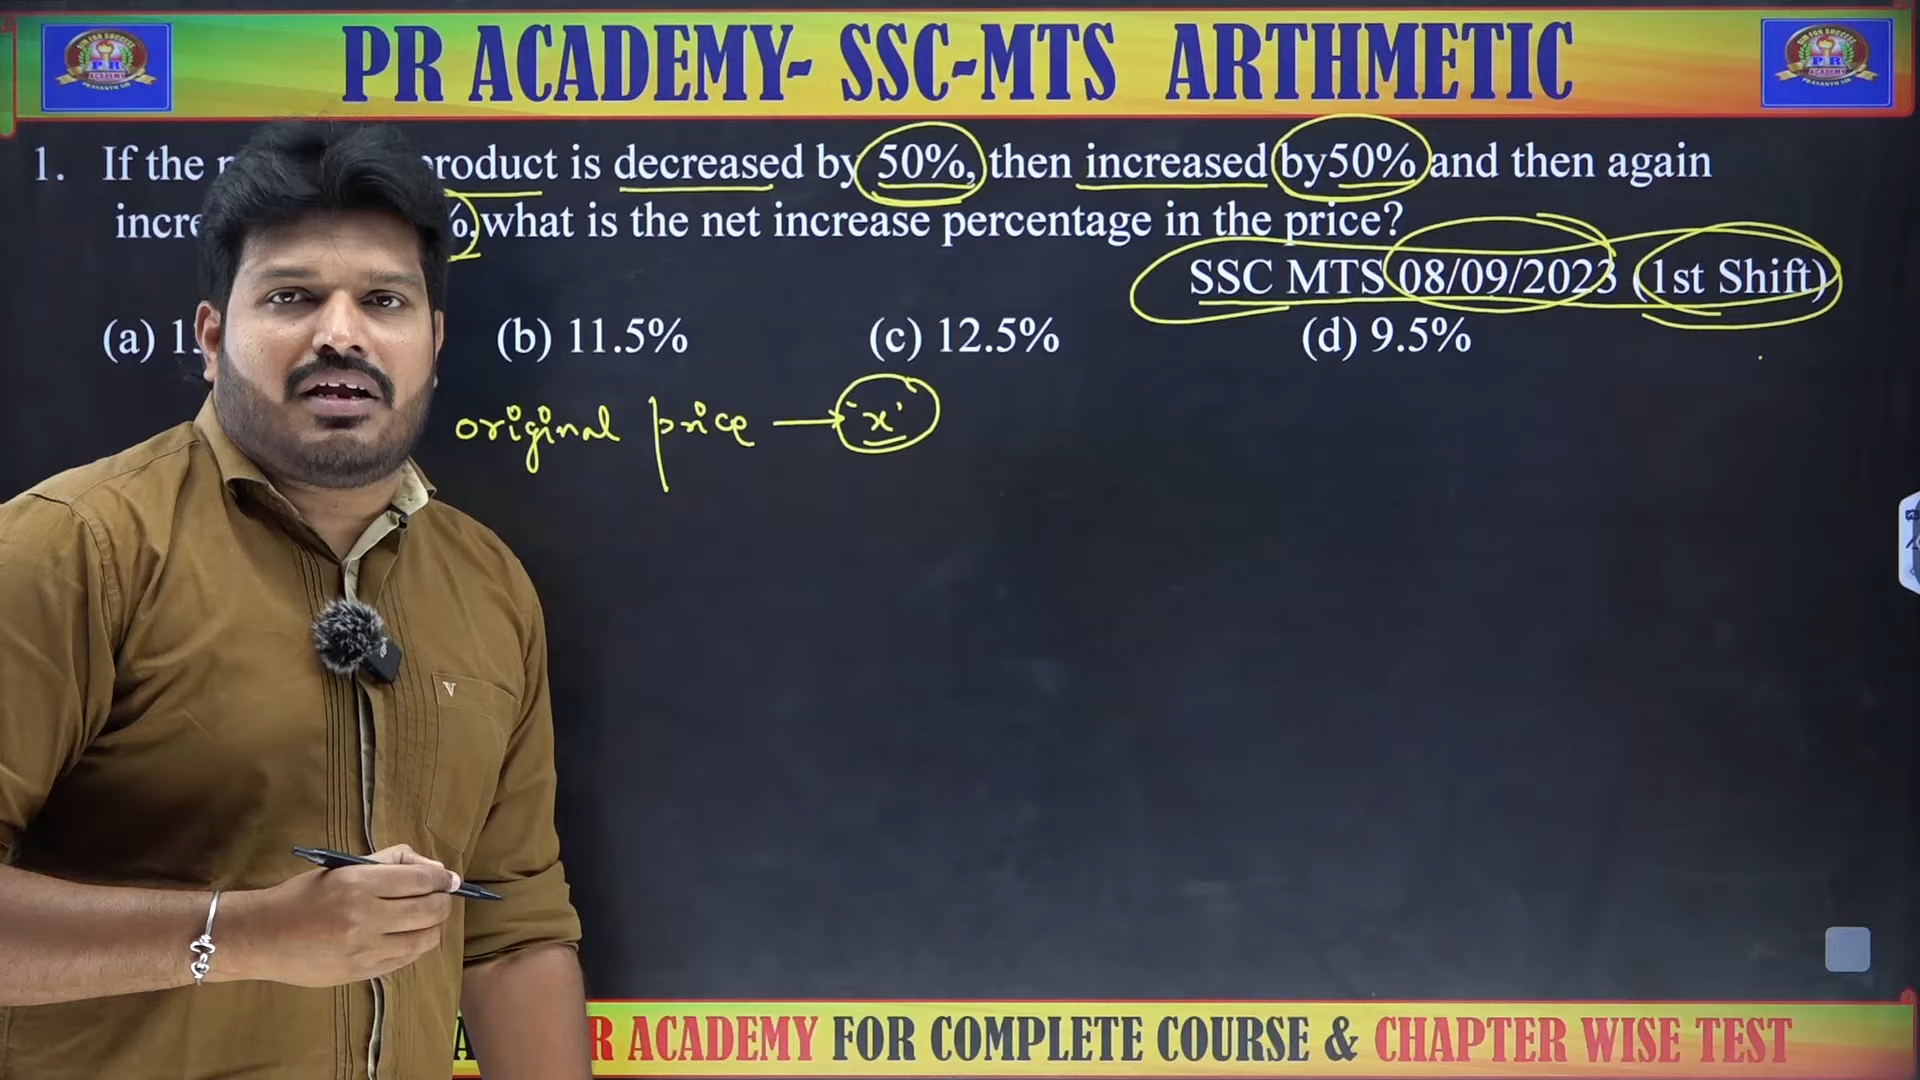 PR ACADEMY- SSC-MTS ARTHMETIC
1. If the roduct is decreased by 50%, then increased by50% and then again
incre %, what is the net increase percentage in the price?
SSC MTS 08/09/2023 (1st Shift)
(a) 1 (b) 11.5% (c) 12.5% (d) 9.5%
original price → 'x'
R ACADEMY FOR COMPLETE COURSE & CHAPTER WISE TEST